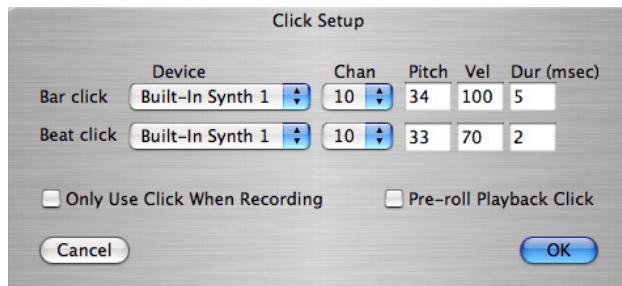 Click Setup
Device Chan Pitch Vel Dur (msec)
Bar click Built-In Synth 1 10 34 100 5
Beat click Built-In Synth 1 10 33 70 2
Only Use Click When Recording Pre-roll Playback Click
Cancel OK